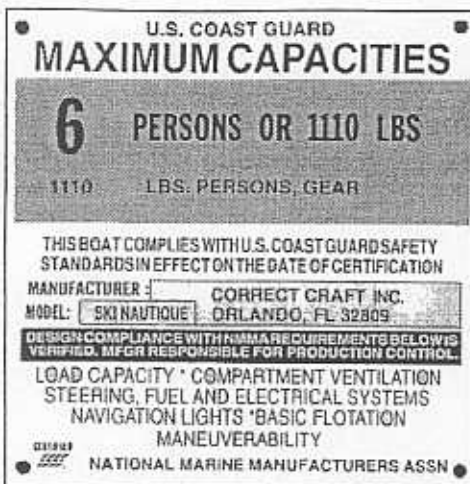 U.S. COAST GUARD
MAXIMUM CAPACITIES
6 PERSONS OR 1110 LBS
1110 LBS. PERSONS, GEAR
THIS BOAT COMPLIES WITH U.S. COAST GUARD SAFETY
STANDARDS IN EFFECT ON THE DATE OF CERTIFICATION
MANUFACTURER : CORRECT CRAFT INC.
MODEL: SKI NAUTIQUE ORLANDO, FL 32809
DESIGN COMPLIANCE WITH NMMA REQUIREMENTS BELOW IS
VERIFIED. MFGR RESPONSIBLE FOR PRODUCTION CONTROL.
LOAD CAPACITY * COMPARTMENT VENTILATION
STEERING, FUEL AND ELECTRICAL SYSTEMS
NAVIGATION LIGHTS *BASIC FLOTATION
MANEUVERABILITY
CERTIFIED
NATIONAL MARINE MANUFACTURERS ASSN